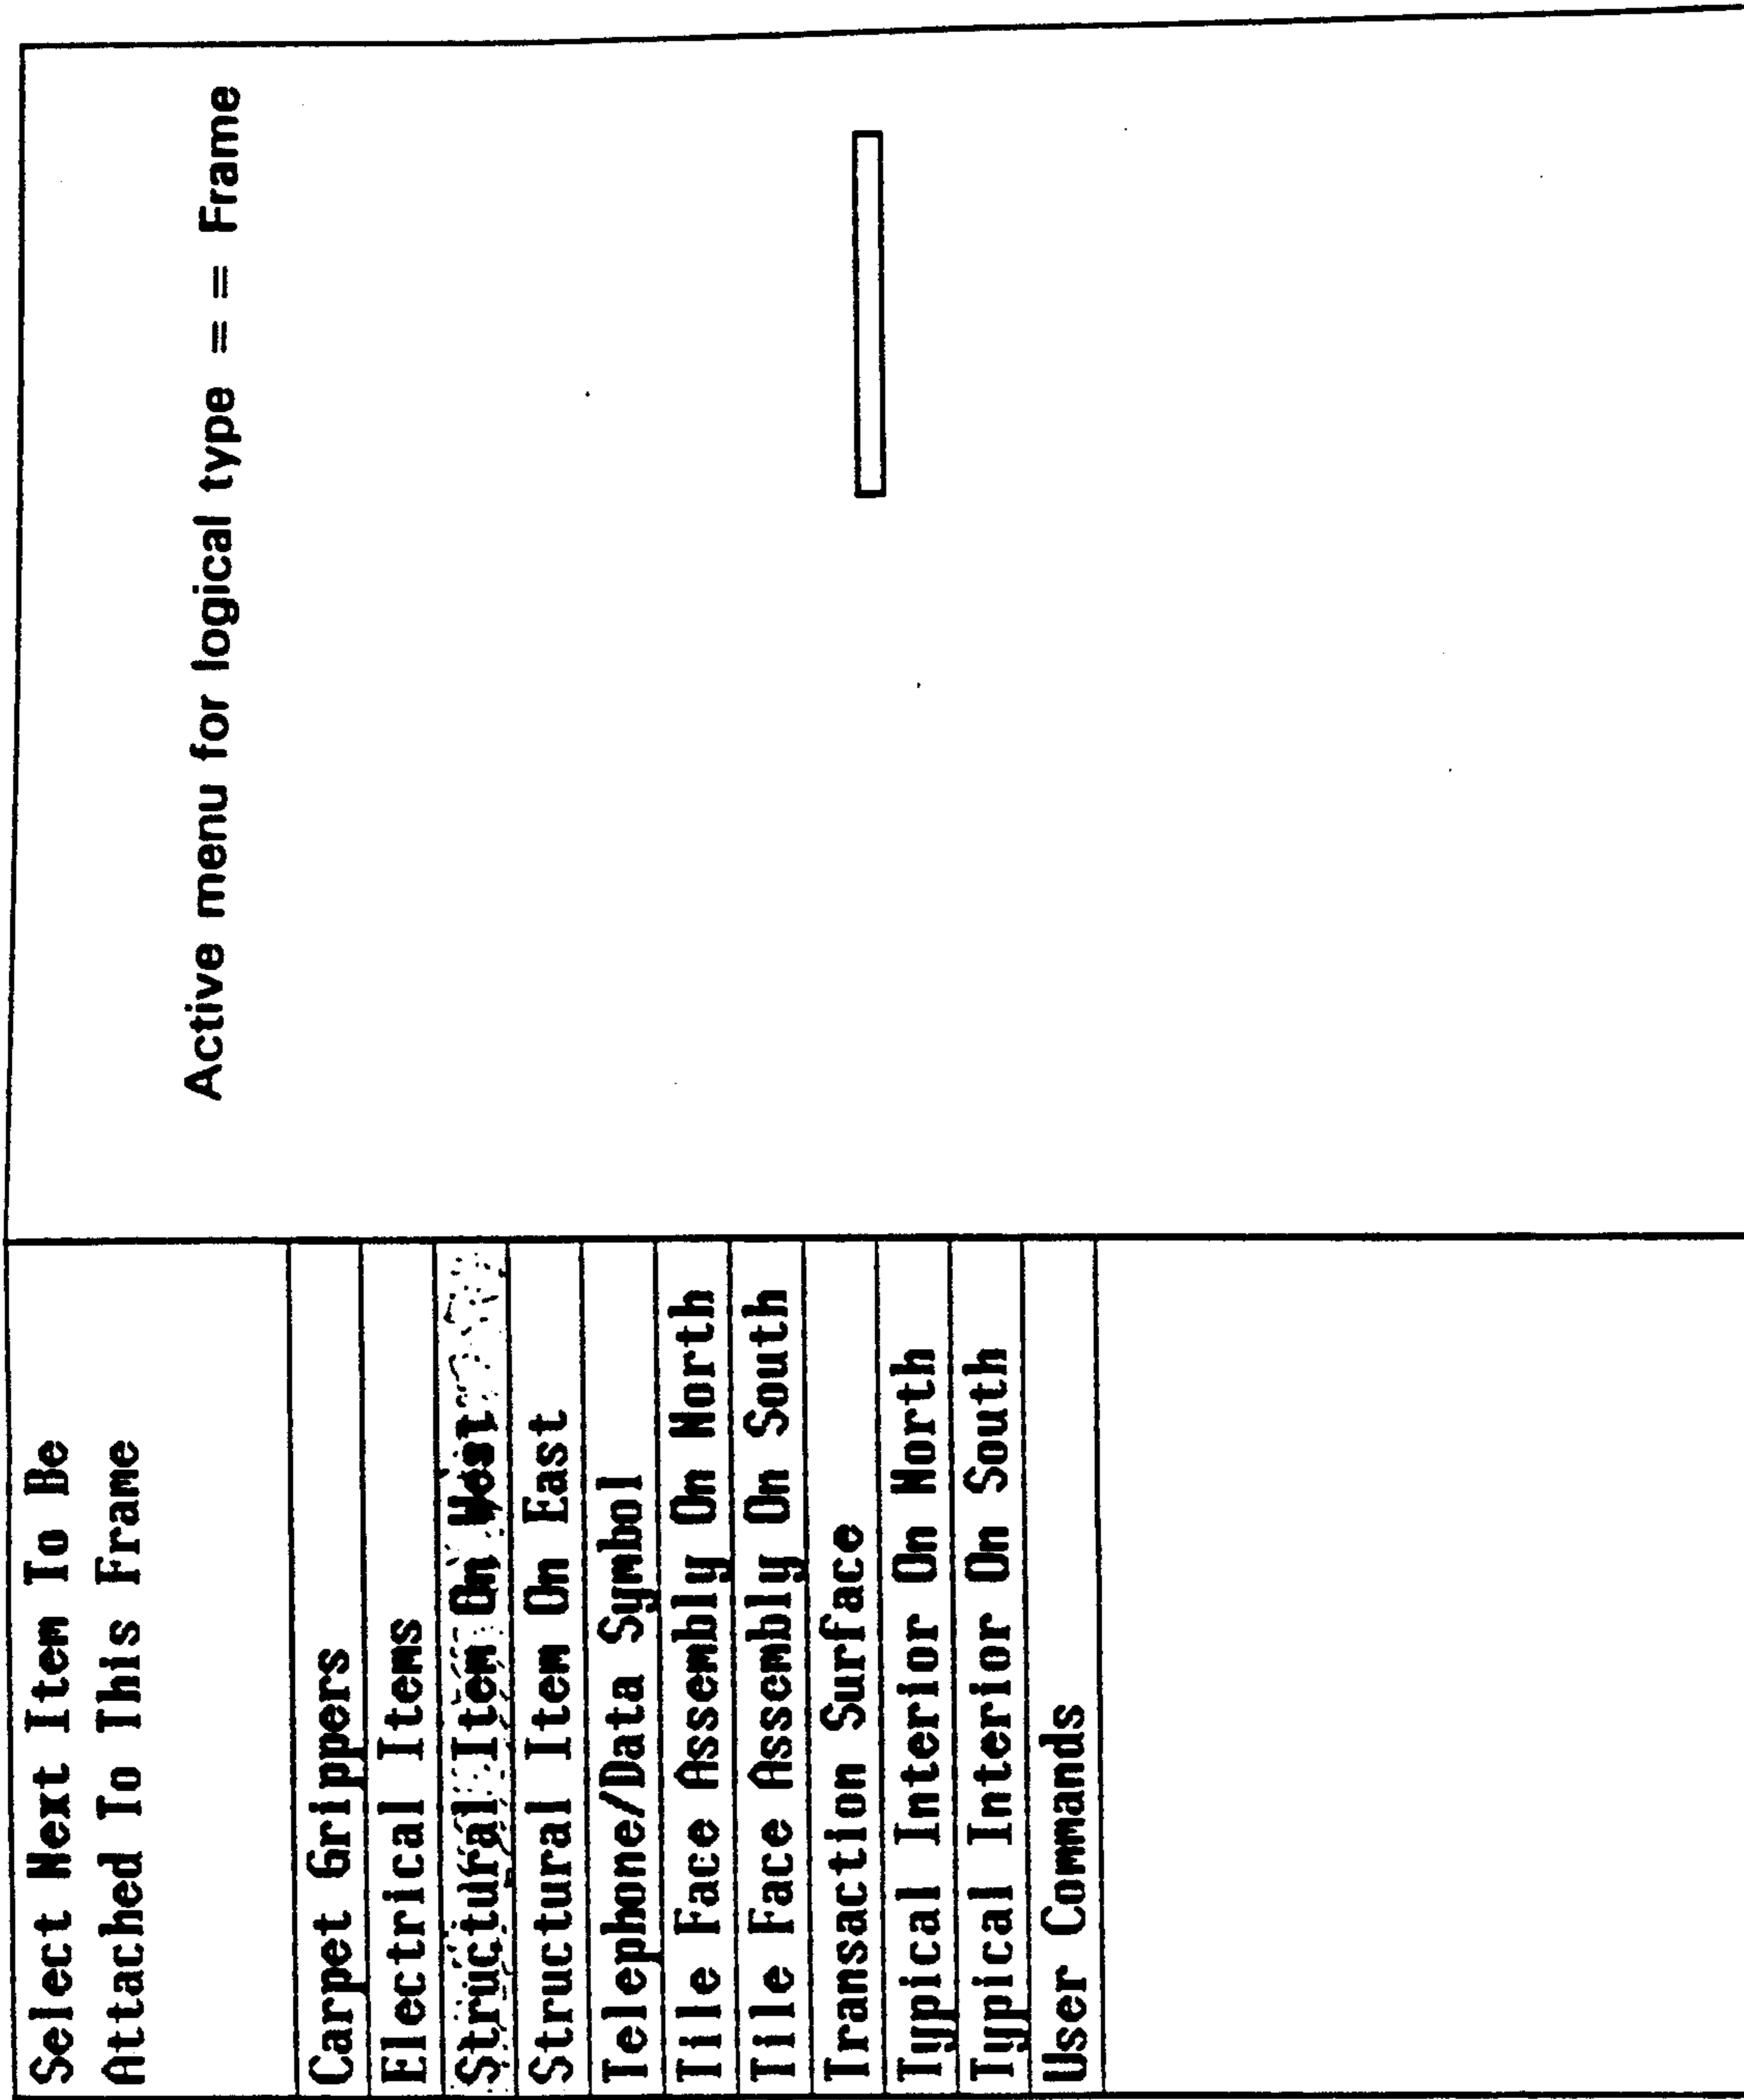 Select Next Item To Be
Attached To This Frame
Carpet Grippers
Electrical Items
Structural Item On West
Structural Item On East
Telephone/Data Symbol
Tile Face Assembly On North
Tile Face Assembly On South
Transaction Surface
Typical Interior On North
Typical Interior On South
User Commands
Active menu for logical type = = Frame